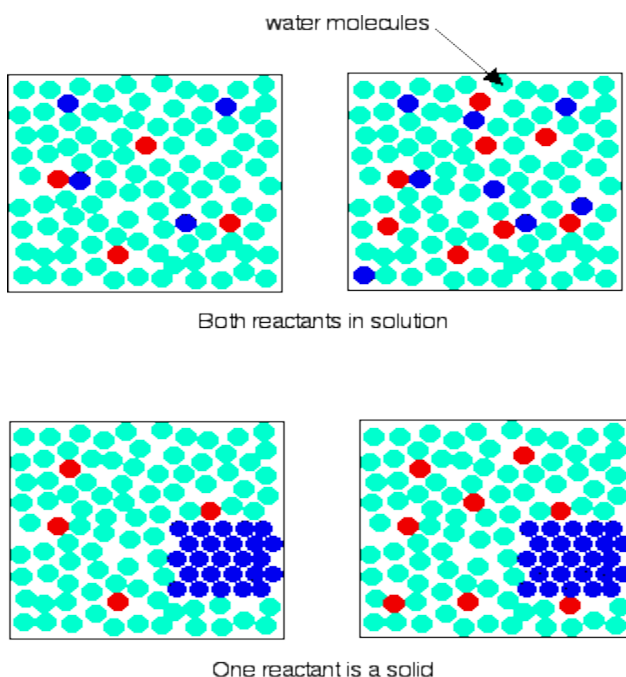 water molecules
Both reactants in solution
One reactant is a solid